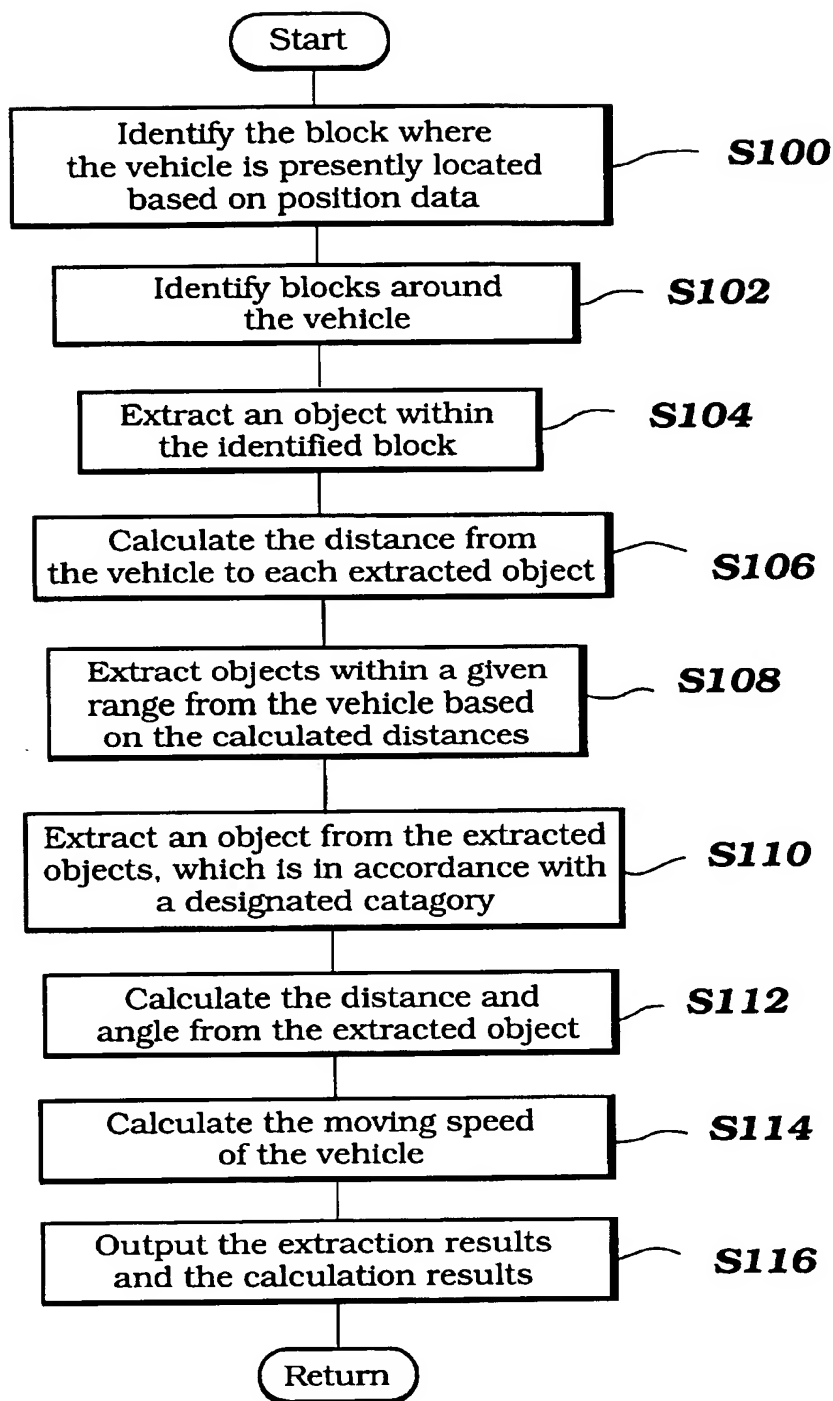 Start
Identify the block where
the vehicle is presently located
based on position data
S100
Identify blocks around
the vehicle
S102
Extract an object within
the identified block
S104
Calculate the distance from
the vehicle to each extracted object
S106
Extract objects within a given
range from the vehicle based
on the calculated distances
S108
Extract an object from the extracted
objects, which is in accordance with
a designated catagory
S110
Calculate the distance and
angle from the extracted object
S112
Calculate the moving speed
of the vehicle
S114
Output the extraction results
and the calculation results
S116
Return